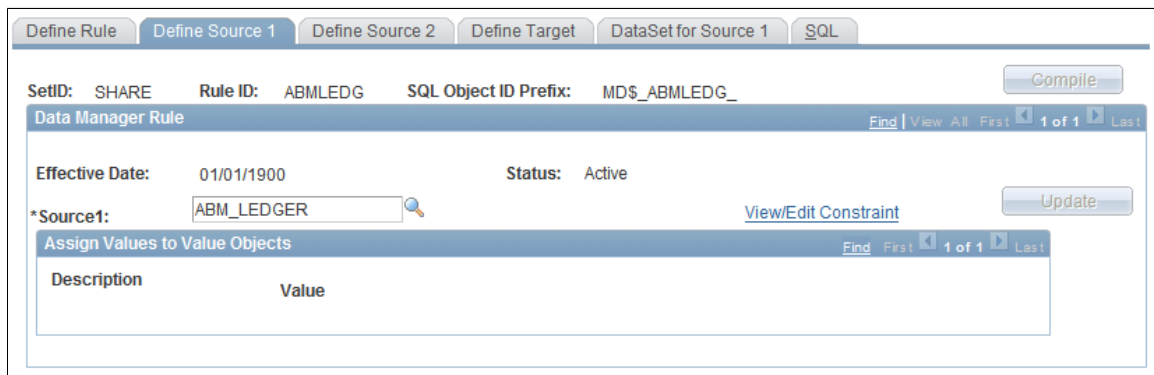 Define Rule Define Source 1 Define Source 2 Define Target DataSet for Source 1 SQL
SetID: SHARE Rule ID: ABMLEDG SQL Object ID Prefix: MD$_ABMLEDG_ Compile
Data Manager Rule Find | View All First 1 of 1 Last
Effective Date: 01/01/1900 Status: Active
*Source1: ABM_LEDGER View/Edit Constraint Update
Assign Values to Value Objects Find First 1 of 1 Last
Description
Value